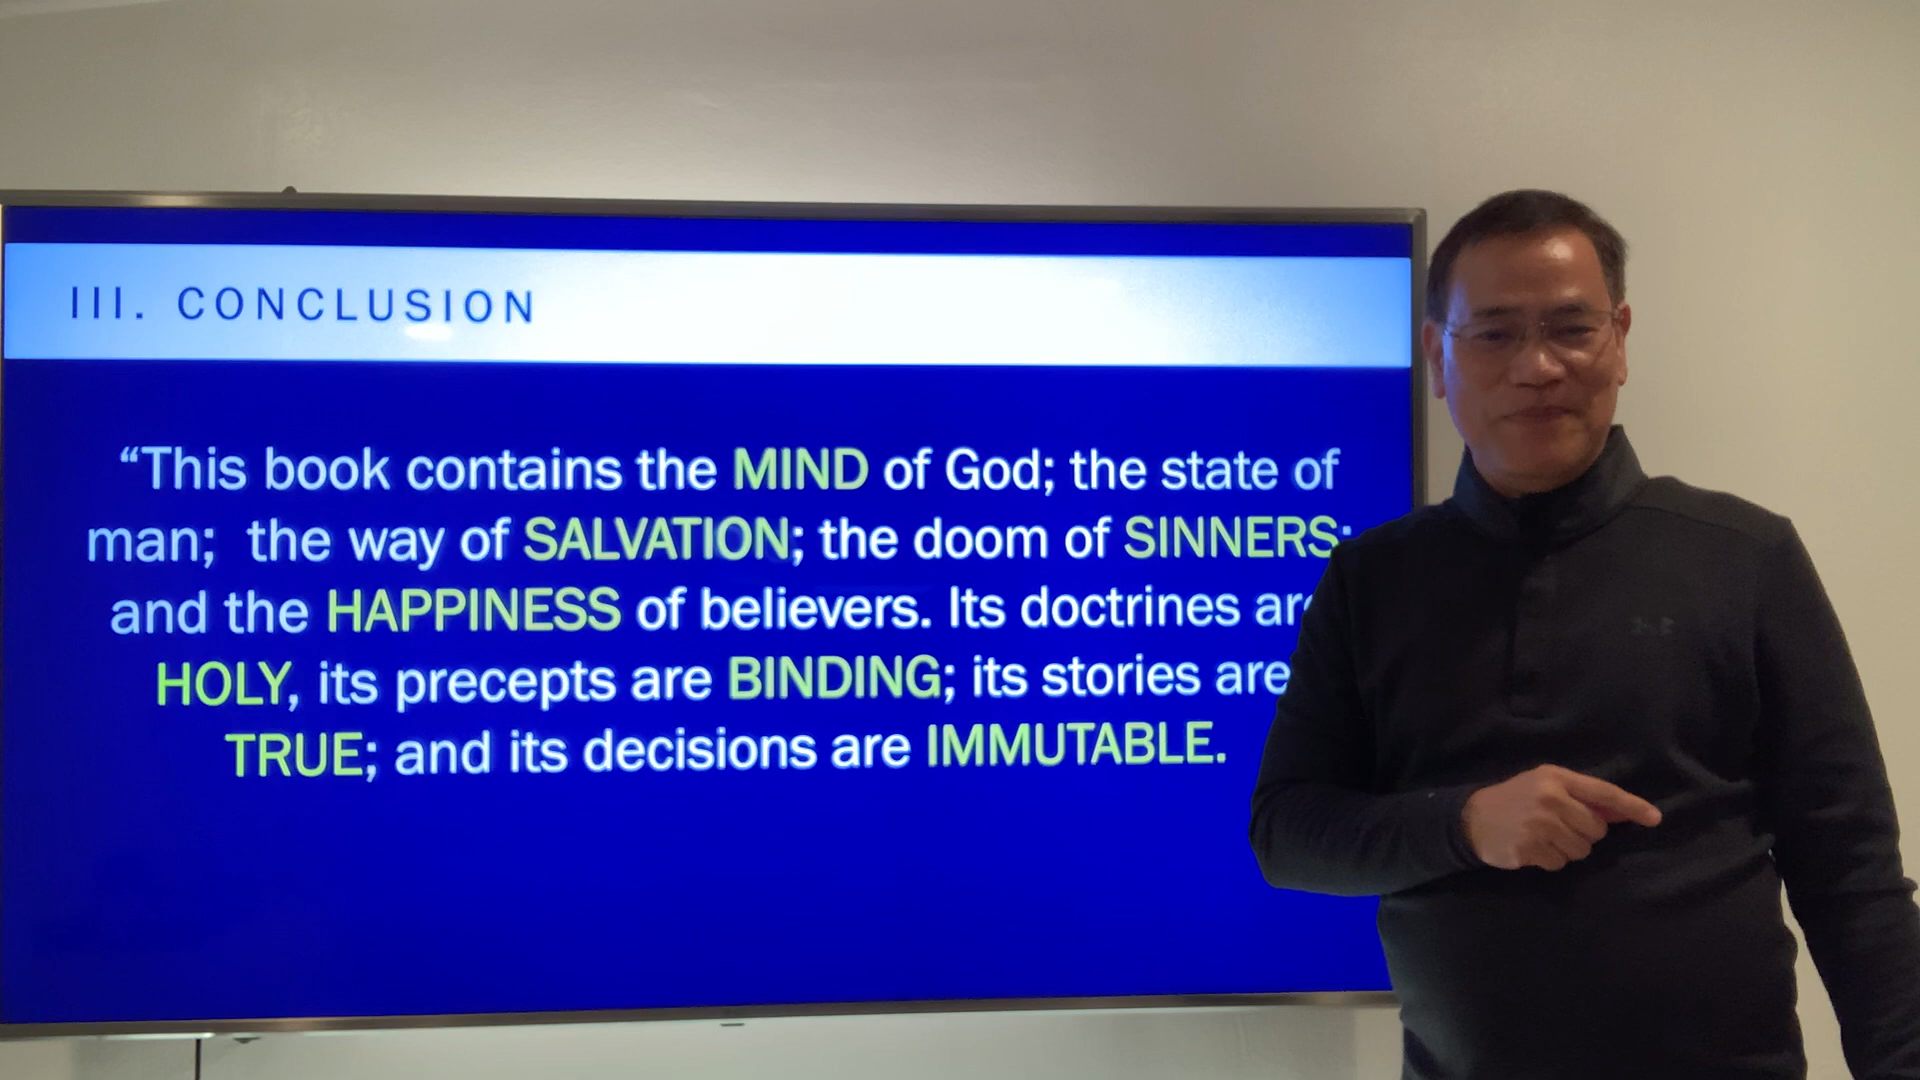 III. CONCLUSION
“This book contains the MIND of God; the state of
man; the way of SALVATION; the doom of SINNERS;
and the HAPPINESS of believers. Its doctrines are
HOLY, its precepts are BINDING; its stories are
TRUE; and its decisions are IMMUTABLE.